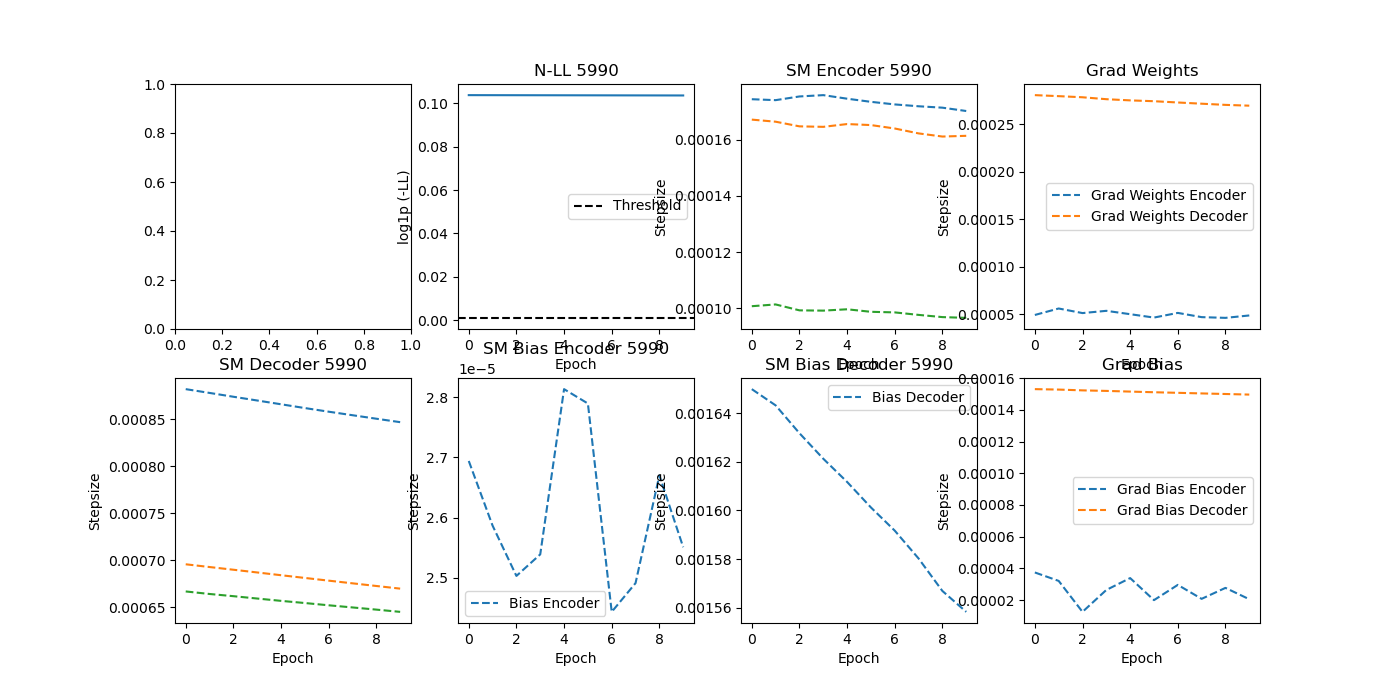 N-LL 5990
SM Encoder 5990
Grad Weights
1.0
0.8
0.6
0.4
0.2
0.0
0.0 0.2 0.4 0.6 0.8 1.0
log1p (-LL)
0.10
0.08
0.06
0.04
0.02
0.00
Threshold
0 2 4 6 8
Epoch
Stepsize
0.00016
0.00014
0.00012
0.00010
0 2 4 6 8
Epoch
Stepsize
0.00025
0.00020
0.00015
0.00010
0.00005
Grad Weights Encoder
Grad Weights Decoder
0 2 4 6 8
Epoch
SM Decoder 5990
Stepsize
0.00085
0.00080
0.00075
0.00070
0.00065
0 2 4 6 8
Epoch
SM Bias Encoder 5990
1e−5
Stepsize
2.8
2.7
2.6
2.5
Bias Encoder
0 2 4 6 8
Epoch
SM Bias Decoder 5990
Stepsize
0.00164
0.00162
0.00160
0.00158
0.00156
Bias Decoder
0 2 4 6 8
Epoch
Grad Bias
Stepsize
0.00016
0.00014
0.00012
0.00010
0.00008
0.00006
0.00004
0.00002
Grad Bias Encoder
Grad Bias Decoder
0 2 4 6 8
Epoch